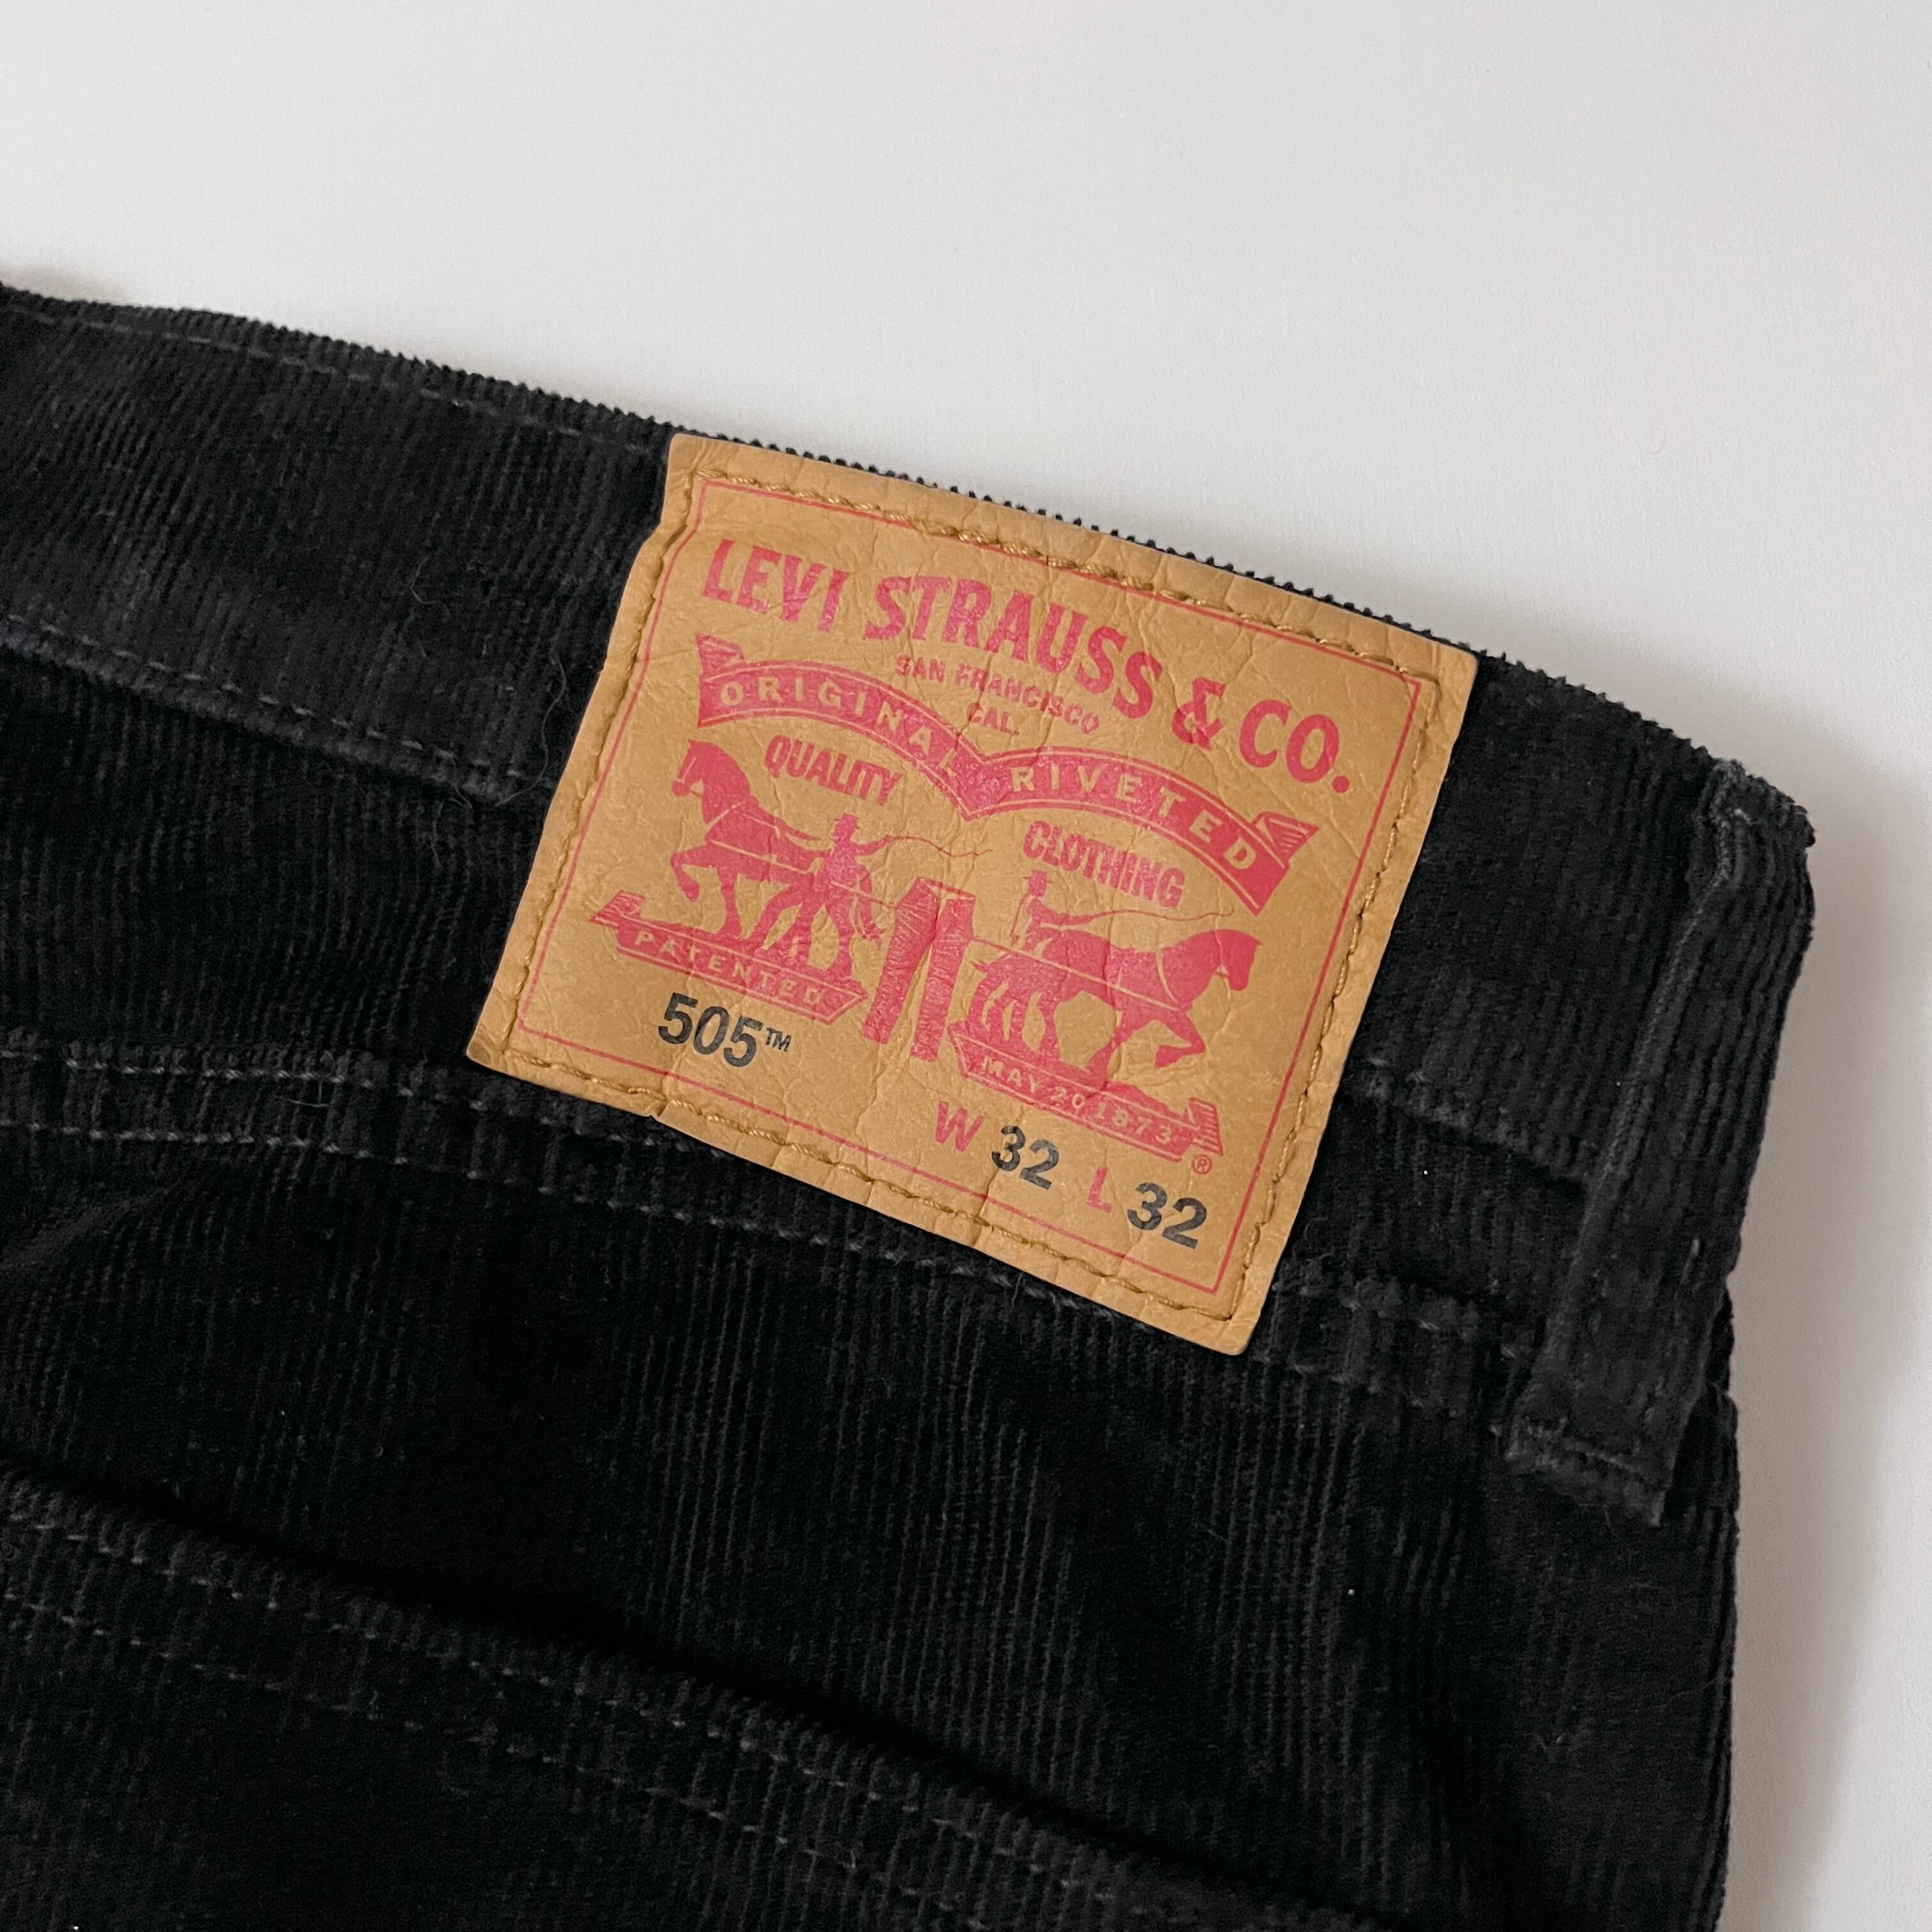 LEVI STRAUSS & CO.
SAN FRANCISCO
CAL.
ORIGINAL RIVETED
QUALITY CLOTHING
PATENTED
MAY 20 1873
®
505™
W 32 L 32